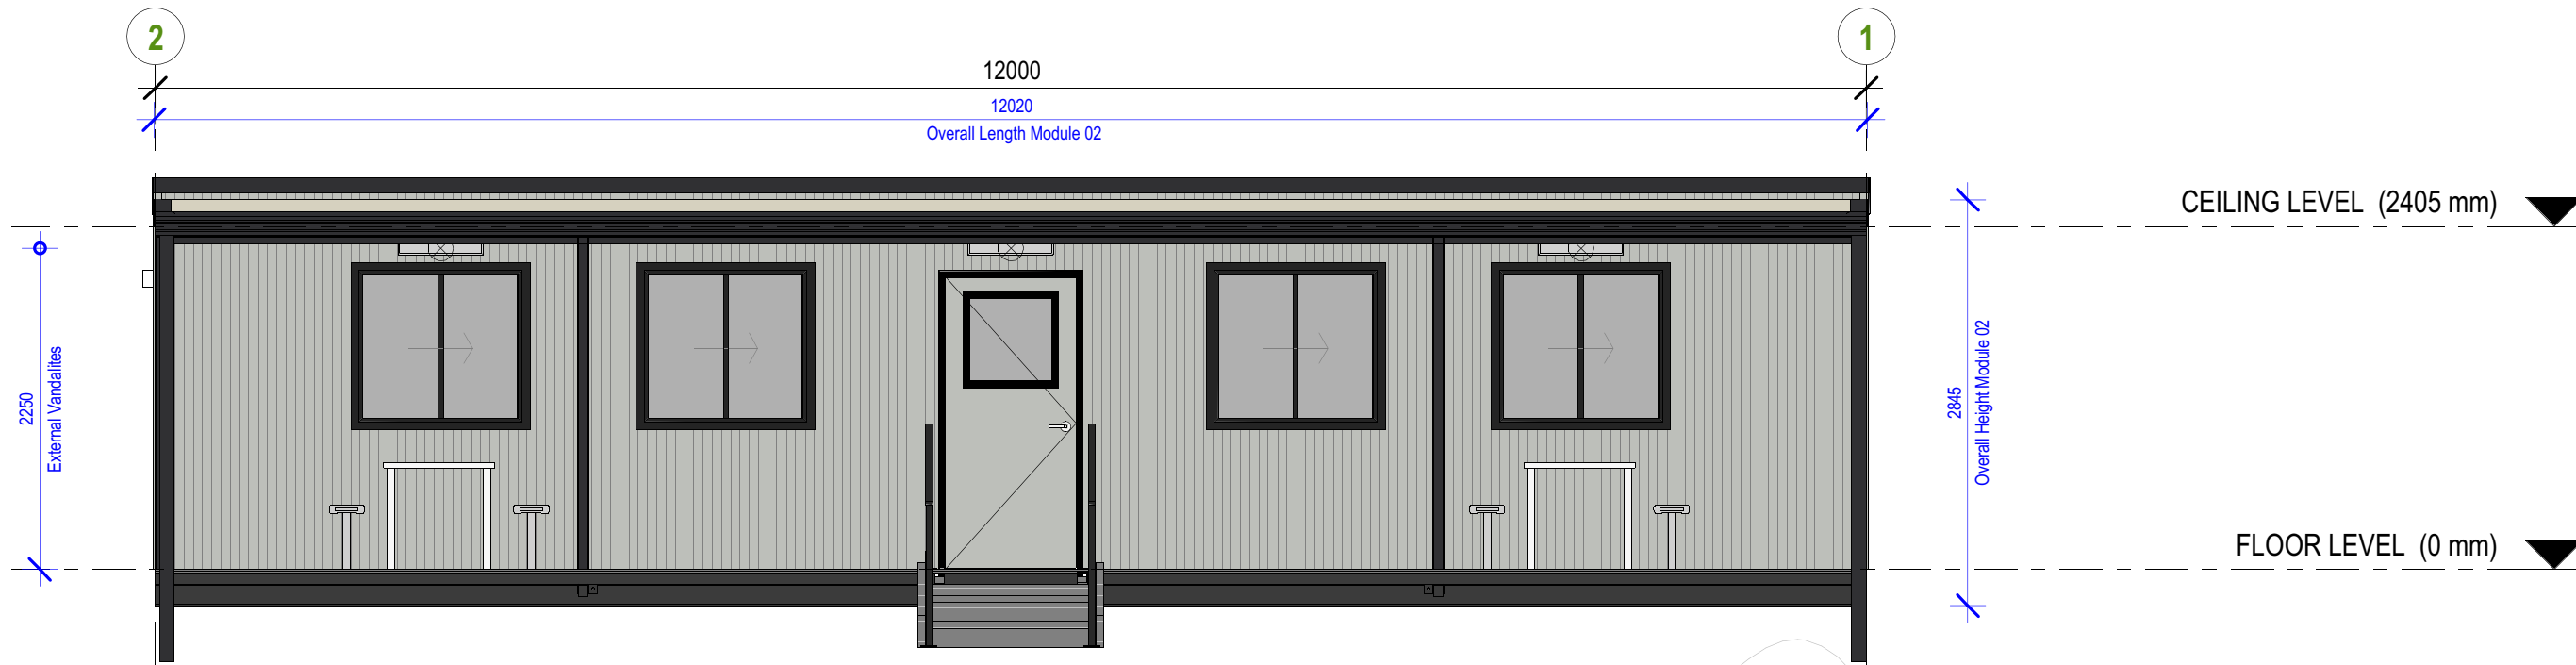 2
1
12000
12020
Overall Length Module 02
CEILING LEVEL (2405 mm)
2250
External Vandalites
2845
Overall Height Module 02
FLOOR LEVEL (0 mm)